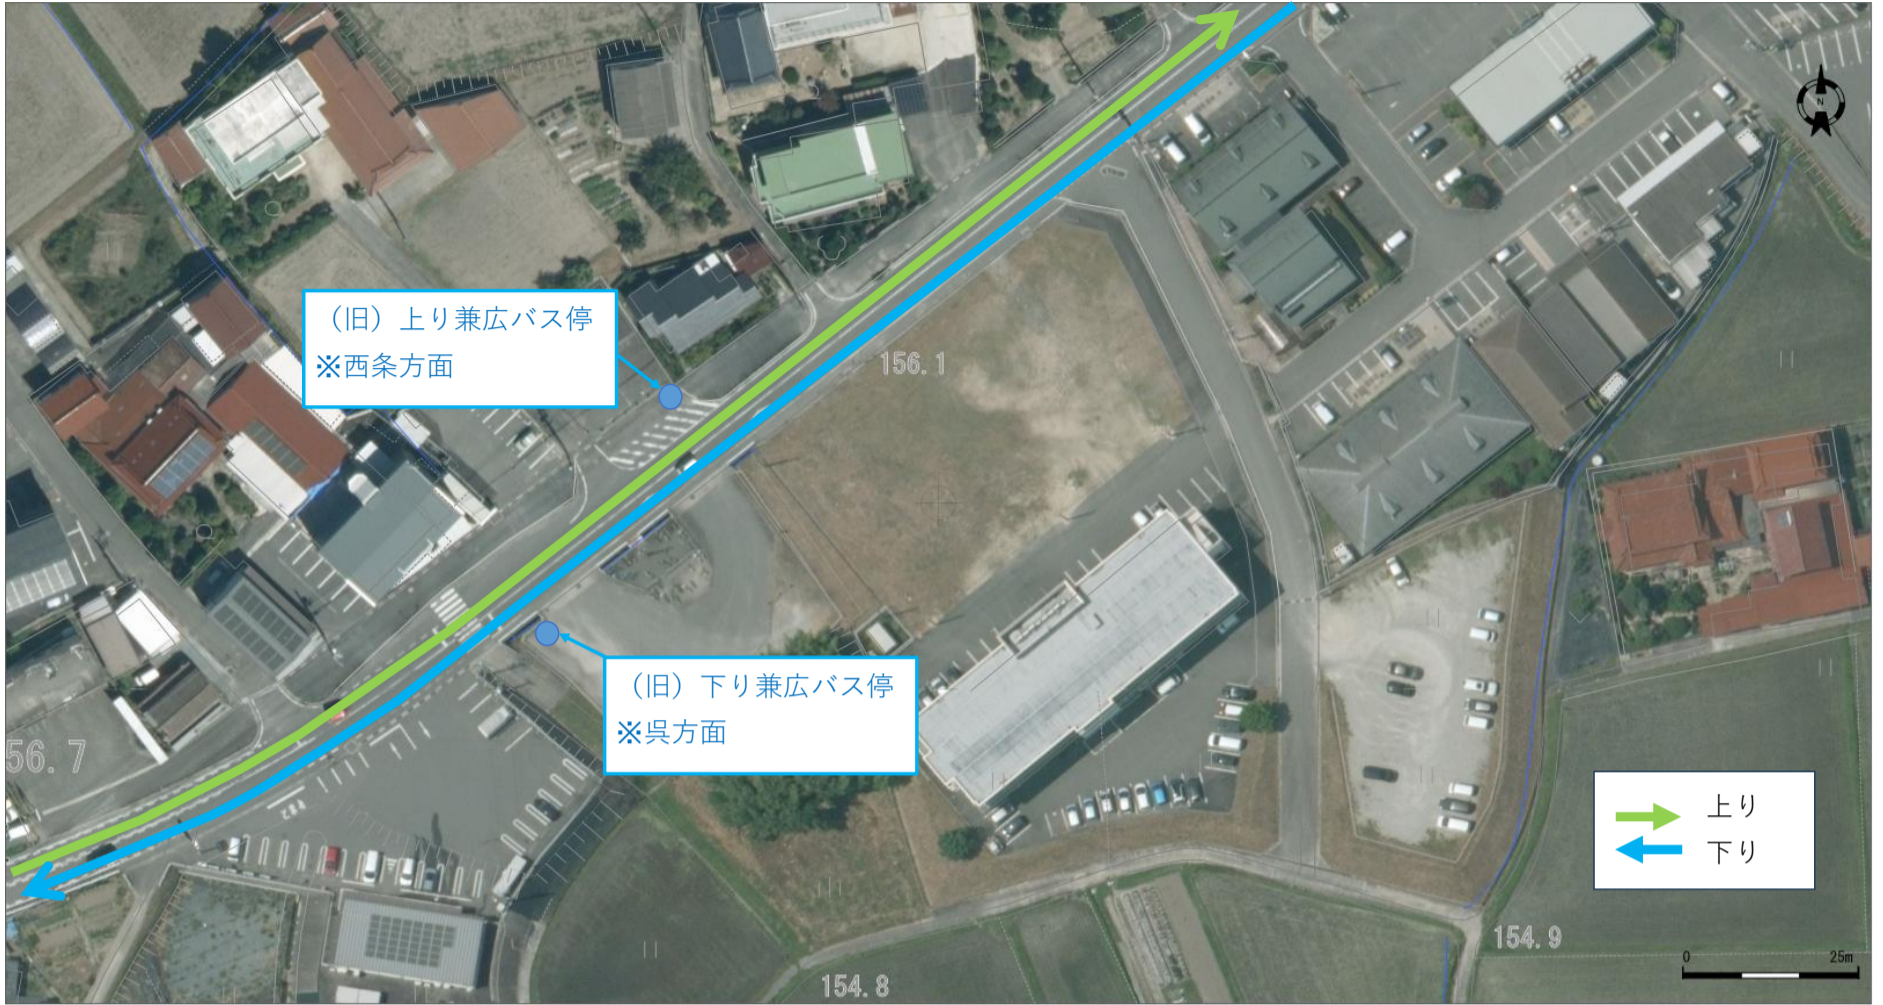 N
（旧）上り兼広バス停
※西条方面
156.1
（旧）下り兼広バス停
※呉方面
56.7
上り
下り
154.9
0 25m
154.8